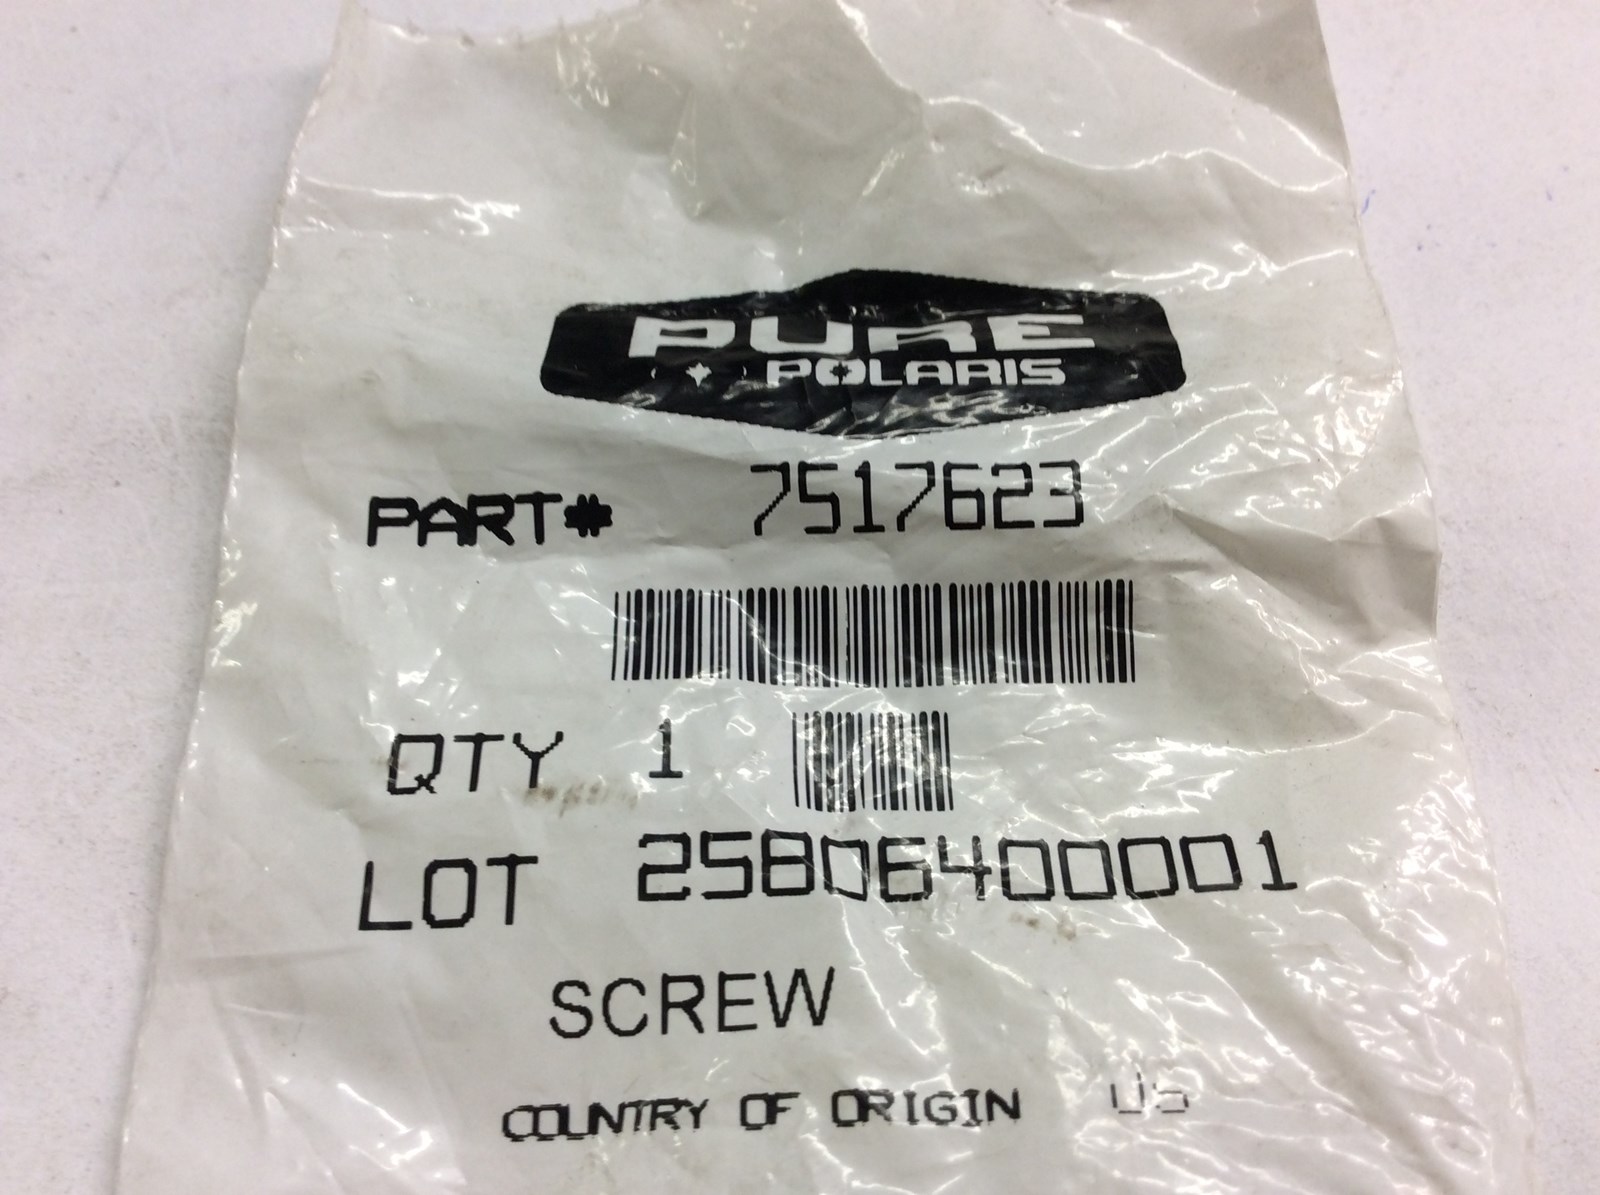 PURE
POLARIS
PART# 7517623
QTY 1
LOT 25806400001
SCREW
COUNTRY OF ORIGIN US